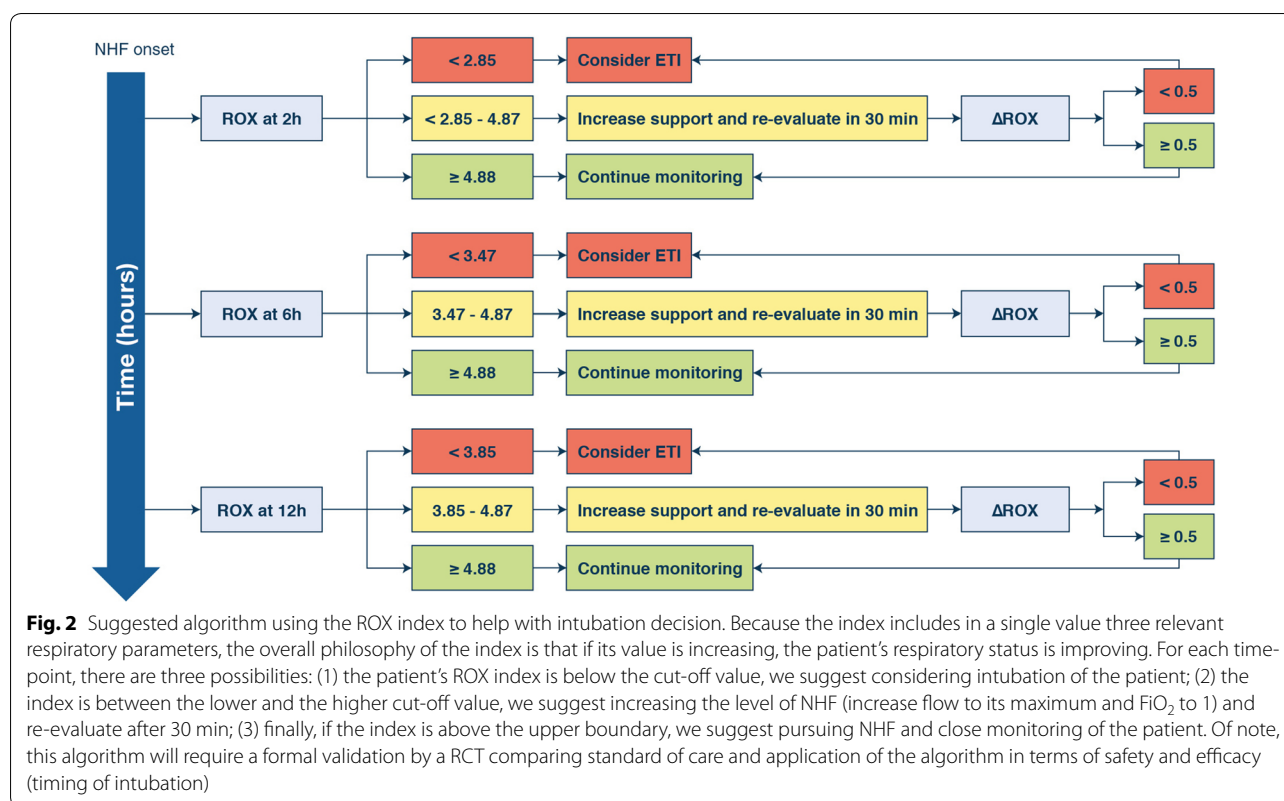 NHF onset
Time (hours)
< 2.85
Consider ETI
< 0.5
ROX at 2h
< 2.85 - 4.87
Increase support and re-evaluate in 30 min
ΔROX
≥ 0.5
≥ 4.88
Continue monitoring
< 3.47
Consider ETI
< 0.5
ROX at 6h
3.47 - 4.87
Increase support and re-evaluate in 30 min
ΔROX
≥ 0.5
≥ 4.88
Continue monitoring
< 3.85
Consider ETI
< 0.5
ROX at 12h
3.85 - 4.87
Increase support and re-evaluate in 30 min
ΔROX
≥ 0.5
≥ 4.88
Continue monitoring
Fig. 2 Suggested algorithm using the ROX index to help with intubation decision. Because the index includes in a single value three relevant
respiratory parameters, the overall philosophy of the index is that if its value is increasing, the patient's respiratory status is improving. For each time-
point, there are three possibilities: (1) the patient's ROX index is below the cut-off value, we suggest considering intubation of the patient; (2) the
index is between the lower and the higher cut-off value, we suggest increasing the level of NHF (increase flow to its maximum and FiO₂ to 1) and
re-evaluate after 30 min; (3) finally, if the index is above the upper boundary, we suggest pursuing NHF and close monitoring of the patient. Of note,
this algorithm will require a formal validation by a RCT comparing standard of care and application of the algorithm in terms of safety and efficacy
(timing of intubation)